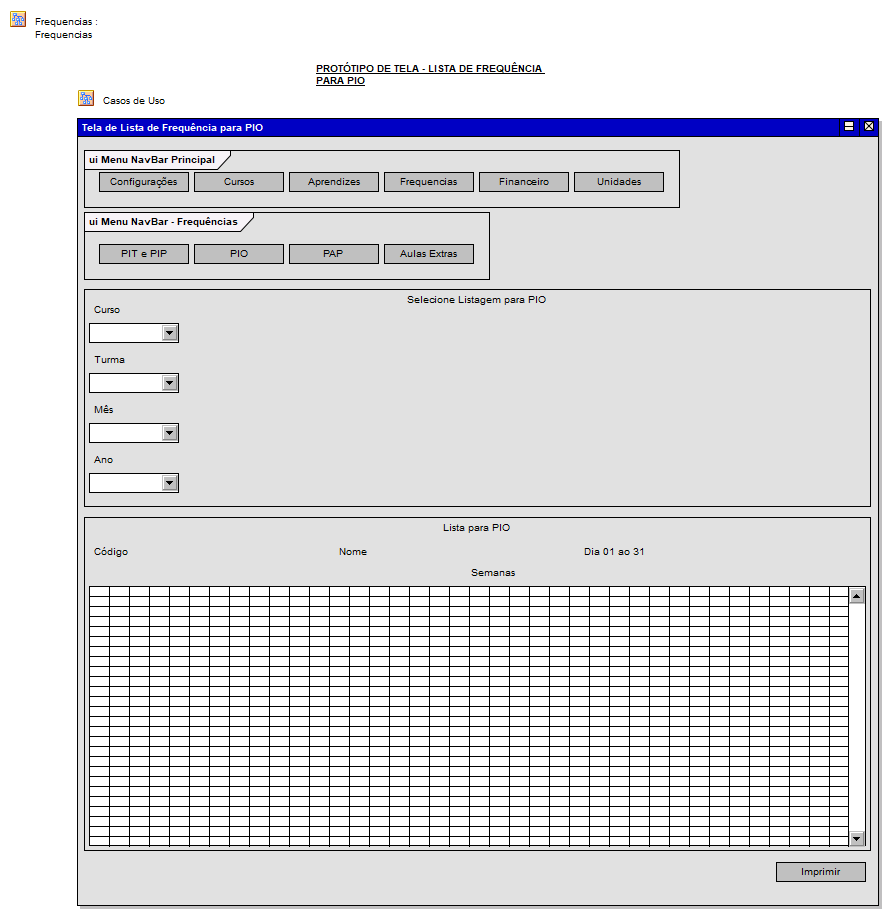 Frequencias :
Frequencias
PROTÓTIPO DE TELA - LISTA DE FREQUÊNCIA
PARA PIO
Casos de Uso
Tela de Lista de Frequência para PIO
ui Menu NavBar Principal
Configurações Cursos Aprendizes Frequencias Financeiro Unidades
ui Menu NavBar - Frequências
PIT e PIP PIO PAP Aulas Extras
Selecione Listagem para PIO
Curso
Turma
Mês
Ano
Lista para PIO
Código Nome Dia 01 ao 31
Semanas
Imprimir